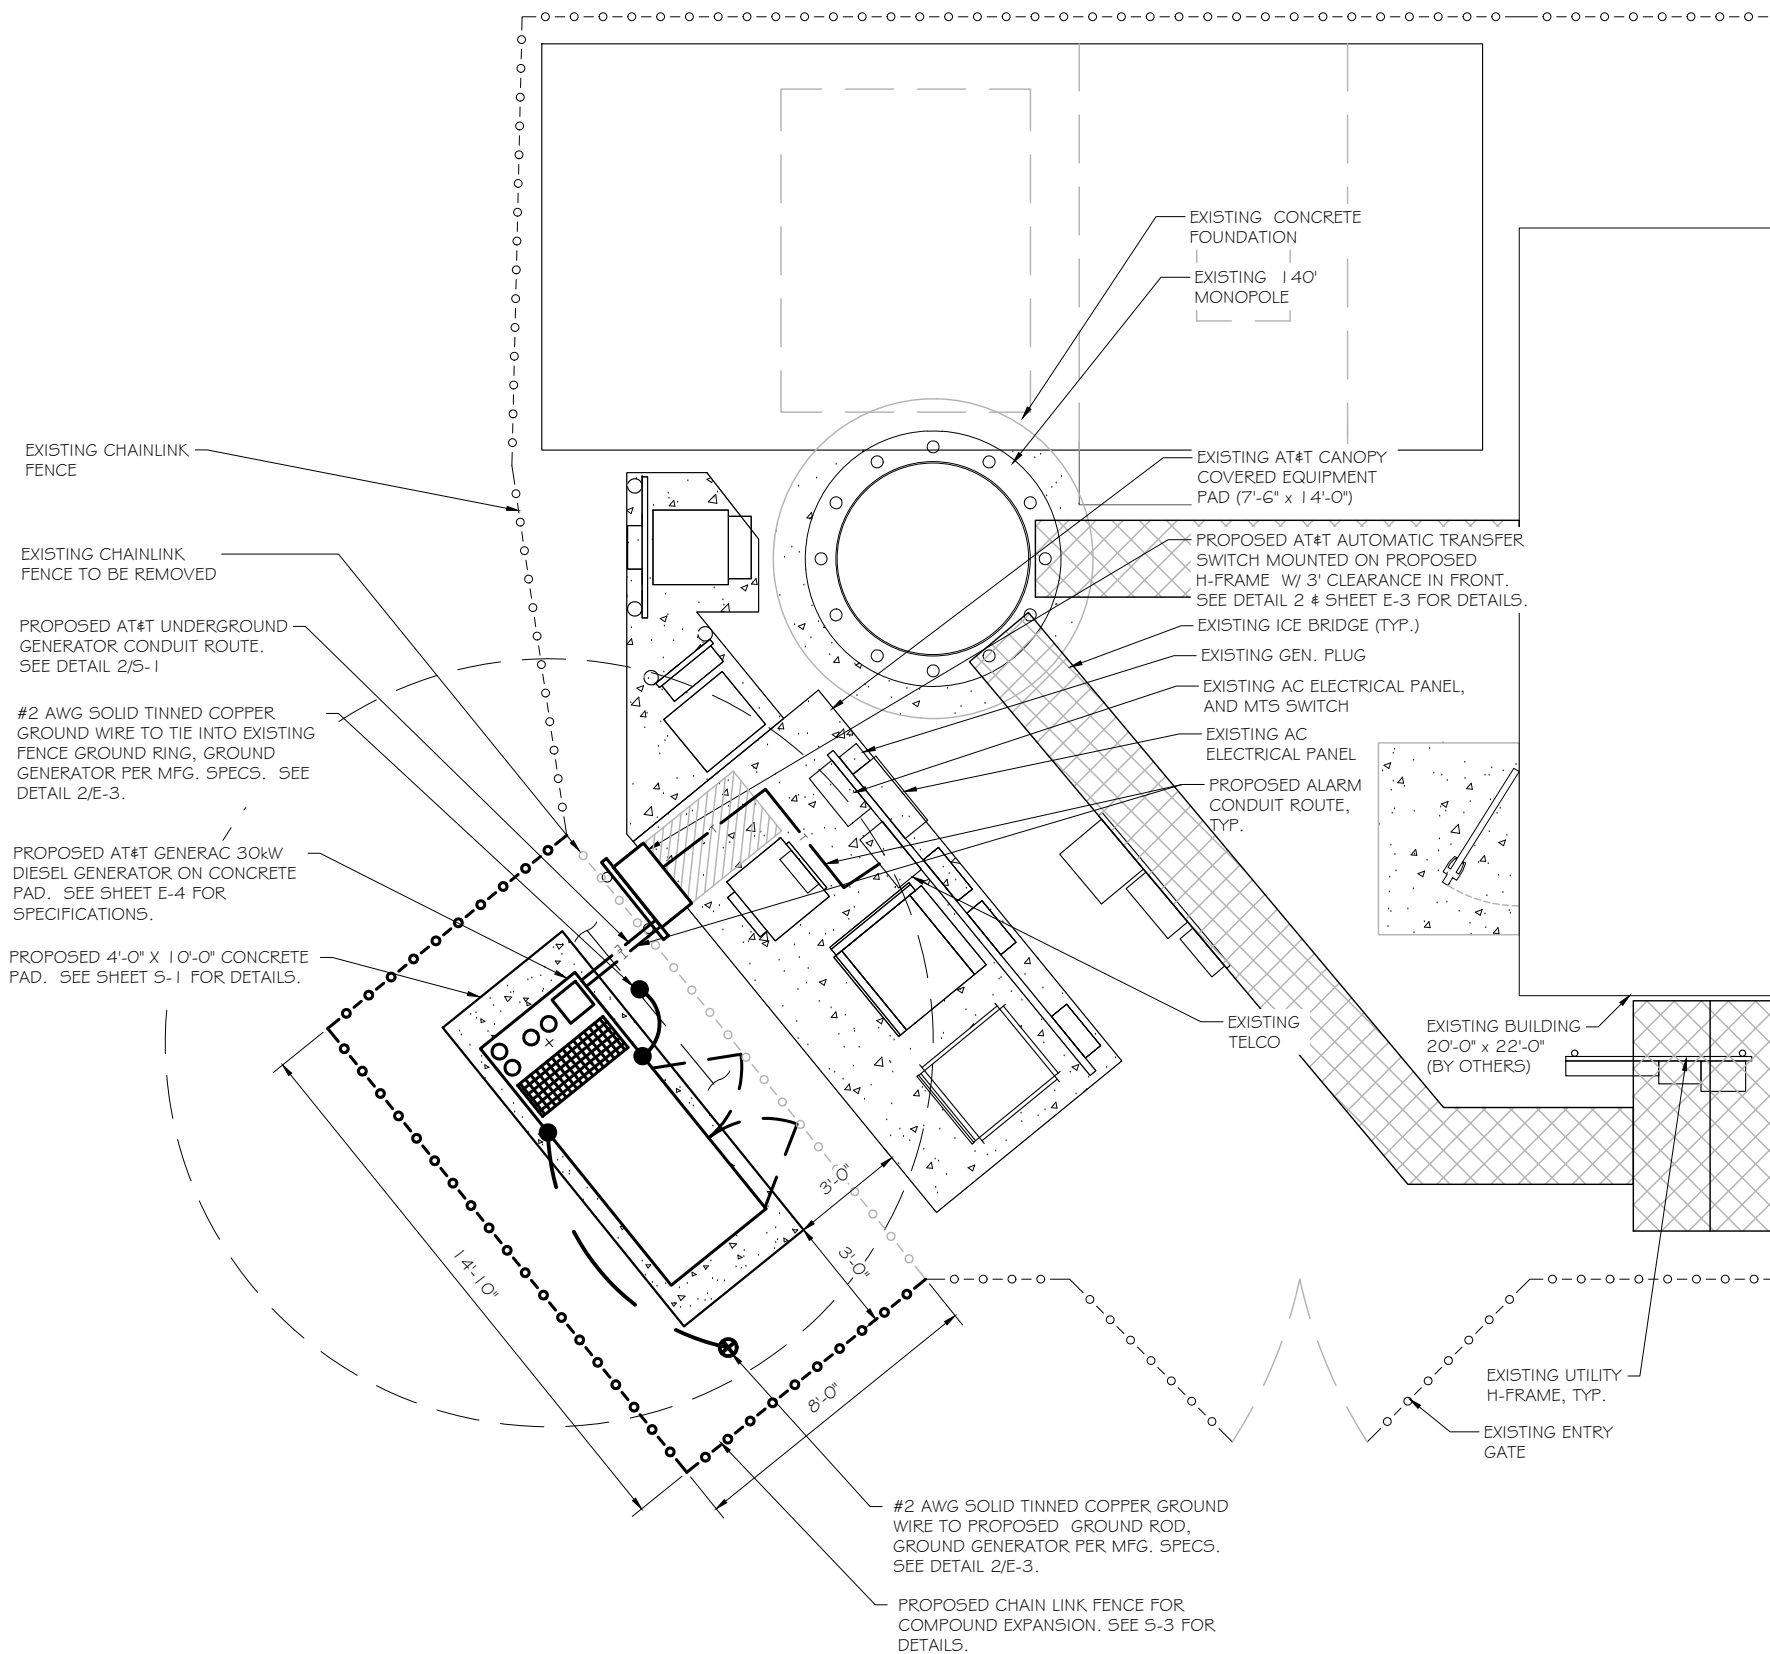 EXISTING CONCRETE
FOUNDATION
EXISTING 140'
MONOPOLE
EXISTING CHAINLINK
FENCE
EXISTING AT&T CANOPY
COVERED EQUIPMENT
PAD (7'-6" x 14'-0")
EXISTING CHAINLINK
FENCE TO BE REMOVED
PROPOSED AT&T AUTOMATIC TRANSFER
SWITCH MOUNTED ON PROPOSED
H-FRAME W/ 3' CLEARANCE IN FRONT.
SEE DETAIL 2 & SHEET E-3 FOR DETAILS.
PROPOSED AT&T UNDERGROUND
GENERATOR CONDUIT ROUTE.
SEE DETAIL 2/S-1
EXISTING ICE BRIDGE (TYP.)
EXISTING GEN. PLUG
EXISTING AC ELECTRICAL PANEL,
AND MTS SWITCH
#2 AWG SOLID TINNED COPPER
GROUND WIRE TO TIE INTO EXISTING
FENCE GROUND RING, GROUND
GENERATOR PER MFG. SPECS. SEE
DETAIL 2/E-3.
EXISTING AC
ELECTRICAL PANEL
PROPOSED ALARM
CONDUIT ROUTE,
TYP.
PROPOSED AT&T GENERAC 30kW
DIESEL GENERATOR ON CONCRETE
PAD. SEE SHEET E-4 FOR
SPECIFICATIONS.
PROPOSED 4'-0" X 10'-0" CONCRETE
PAD. SEE SHEET S-1 FOR DETAILS.
EXISTING
TELCO
EXISTING BUILDING
20'-0" x 22'-0"
(BY OTHERS)
3'-0"
3'-0"
14'-10"
8'-0"
EXISTING UTILITY
H-FRAME, TYP.
EXISTING ENTRY
GATE
#2 AWG SOLID TINNED COPPER GROUND
WIRE TO PROPOSED GROUND ROD,
GROUND GENERATOR PER MFG. SPECS.
SEE DETAIL 2/E-3.
PROPOSED CHAIN LINK FENCE FOR
COMPOUND EXPANSION. SEE S-3 FOR
DETAILS.